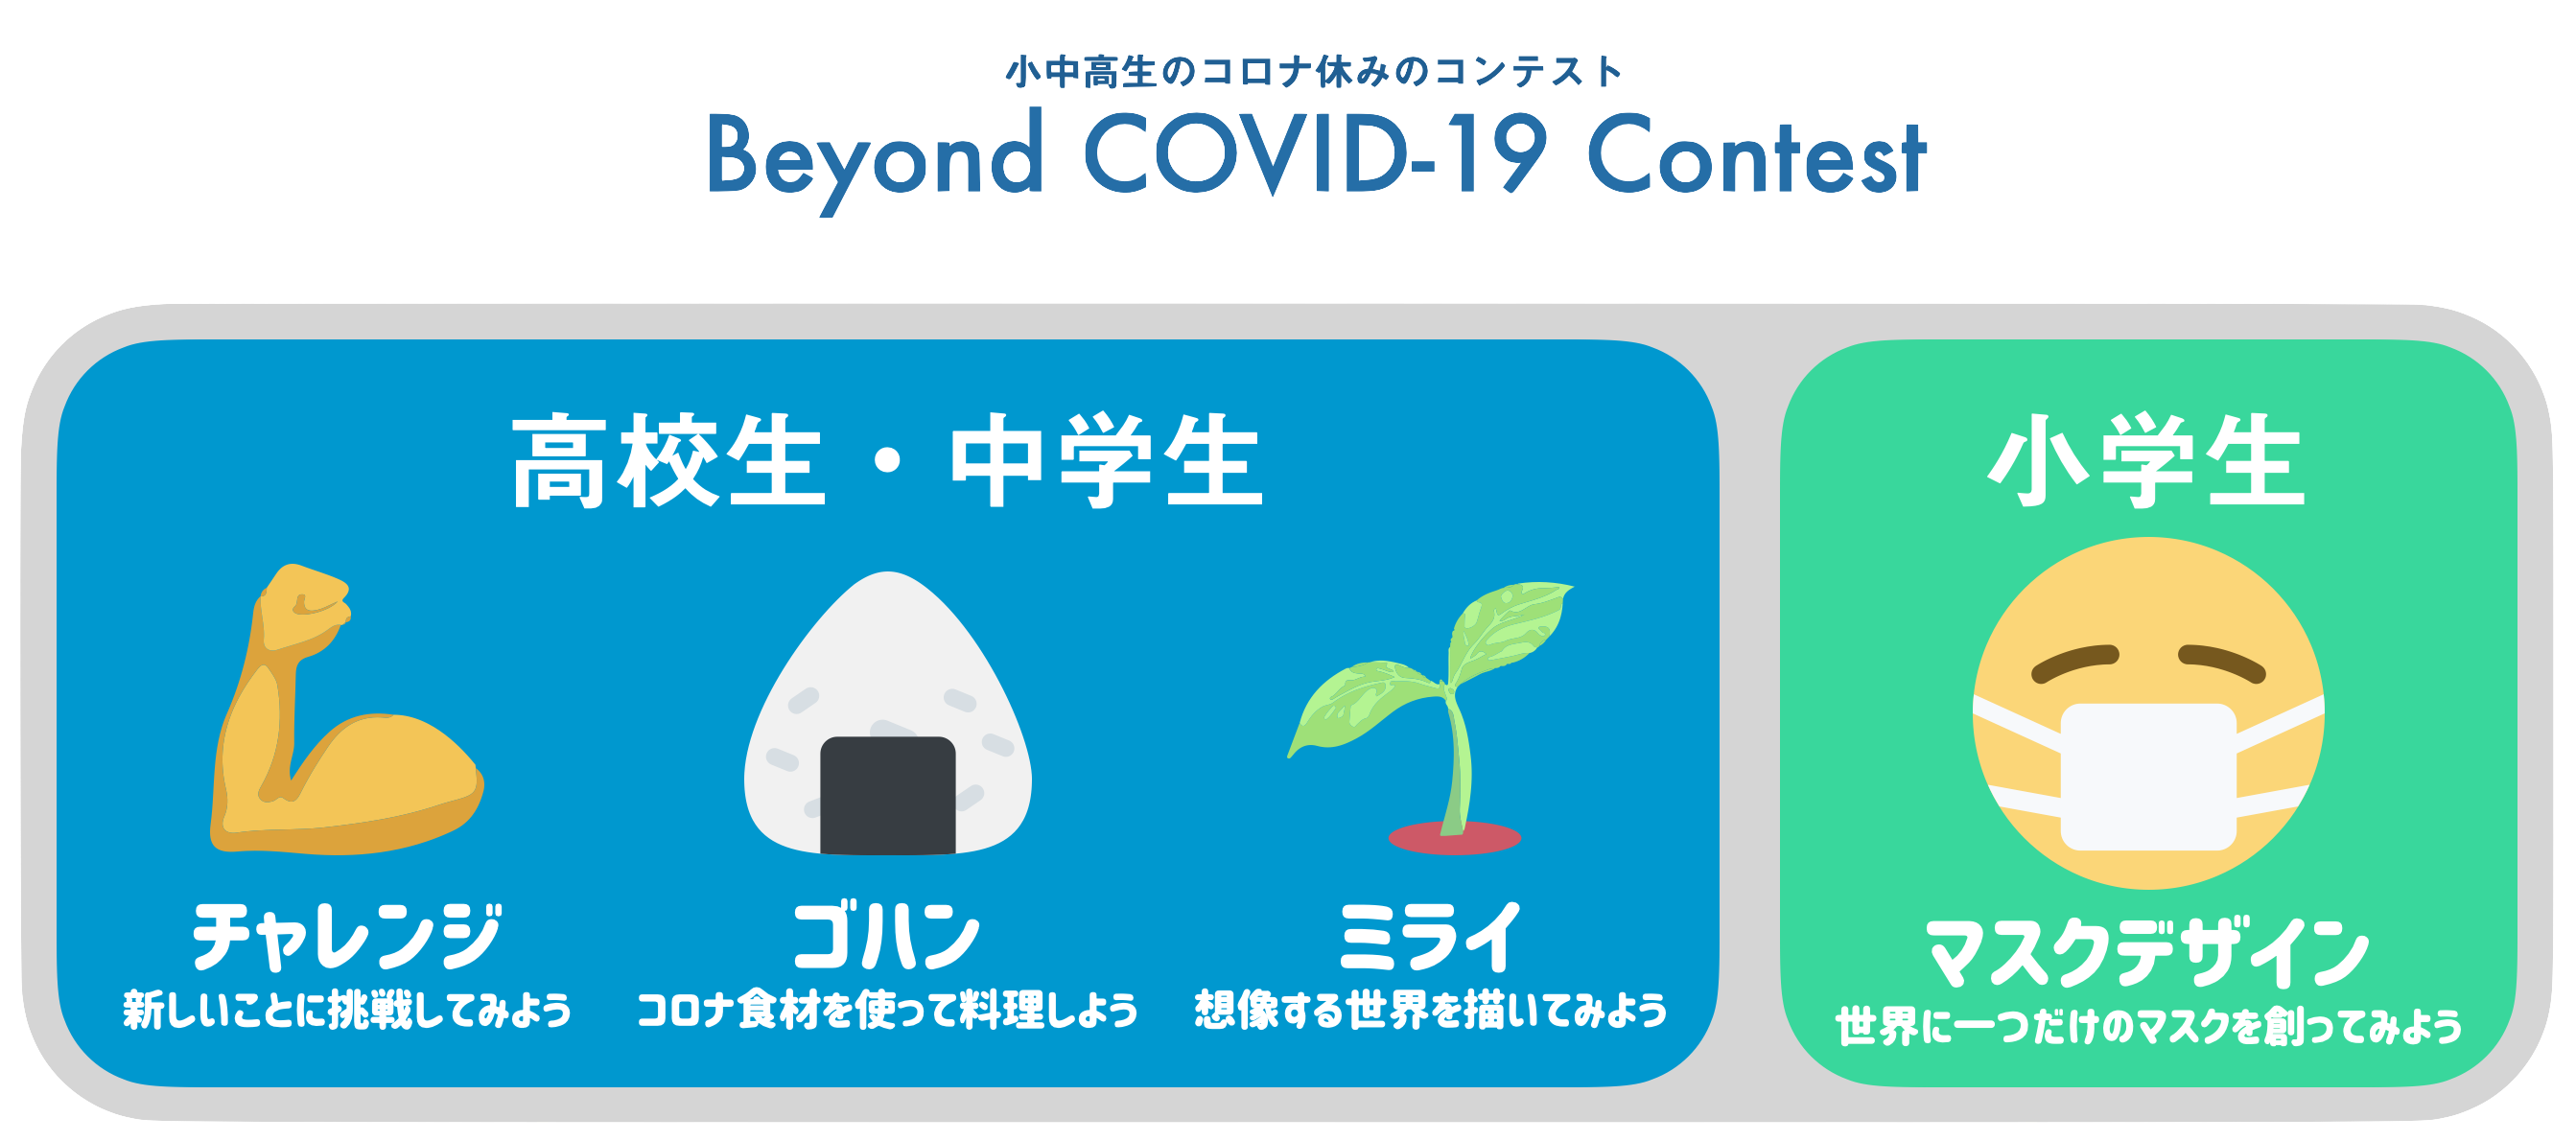 小中高生のコロナ休みのコンテスト
Beyond COVID-19 Contest
高校生・中学生
チャレンジ
新しいことに挑戦してみよう
ゴハン
コロナ食材を使って料理しよう
ミライ
想像する世界を描いてみよう
小学生
マスクデザイン
世界に一つだけのマスクを創ってみよう